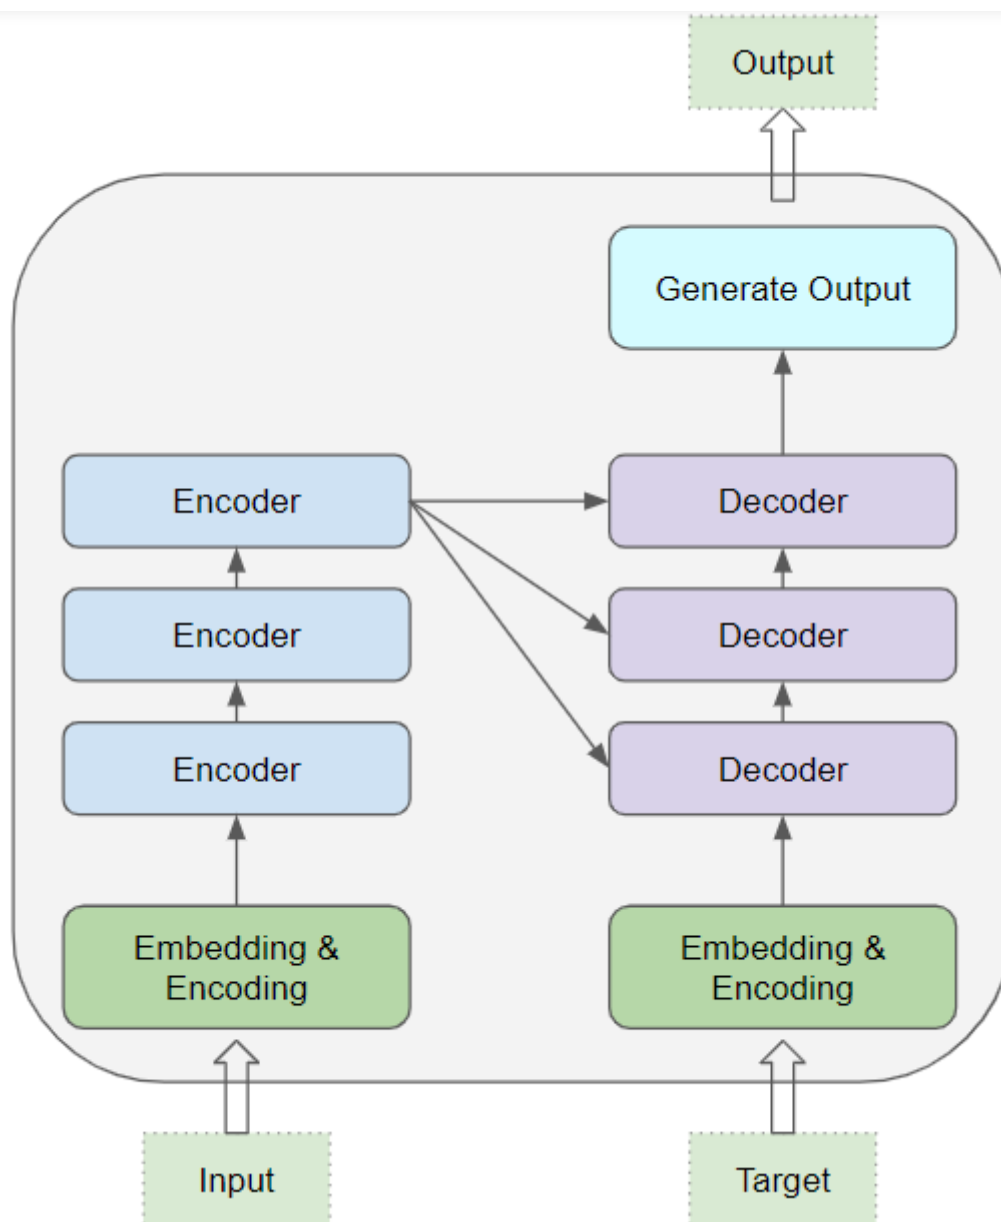 Output
Generate Output
Encoder
Decoder
Encoder
Decoder
Encoder
Decoder
Embedding &
Encoding
Embedding &
Encoding
Input
Target